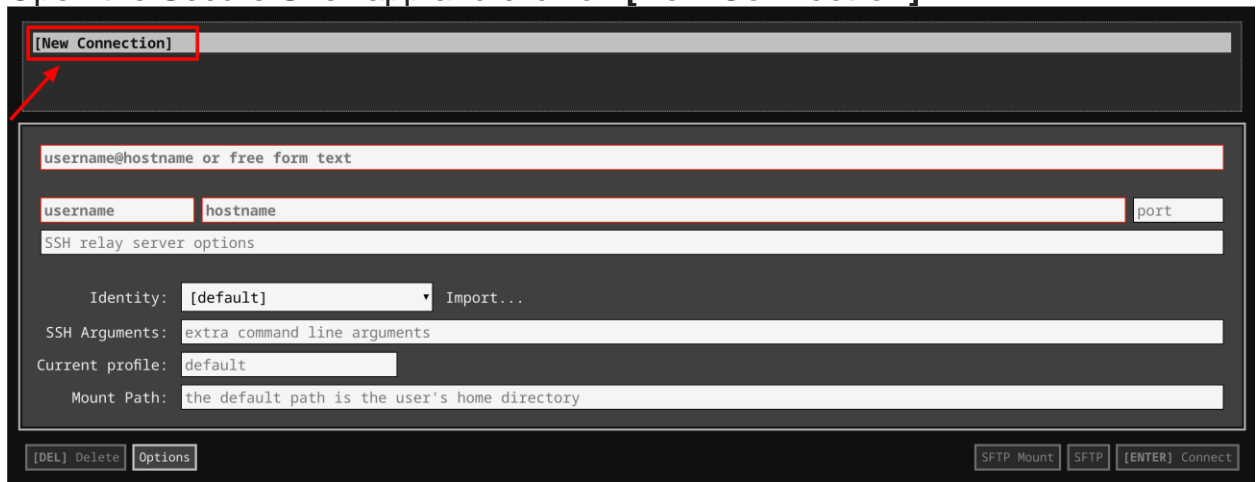 [New Connection]
username@hostname or free form text
username hostname port
SSH relay server options
Identity: [default] Import...
SSH Arguments: extra command line arguments
Current profile: default
Mount Path: the default path is the user's home directory
[DEL] Delete Options SFTP Mount SFTP [ENTER] Connect